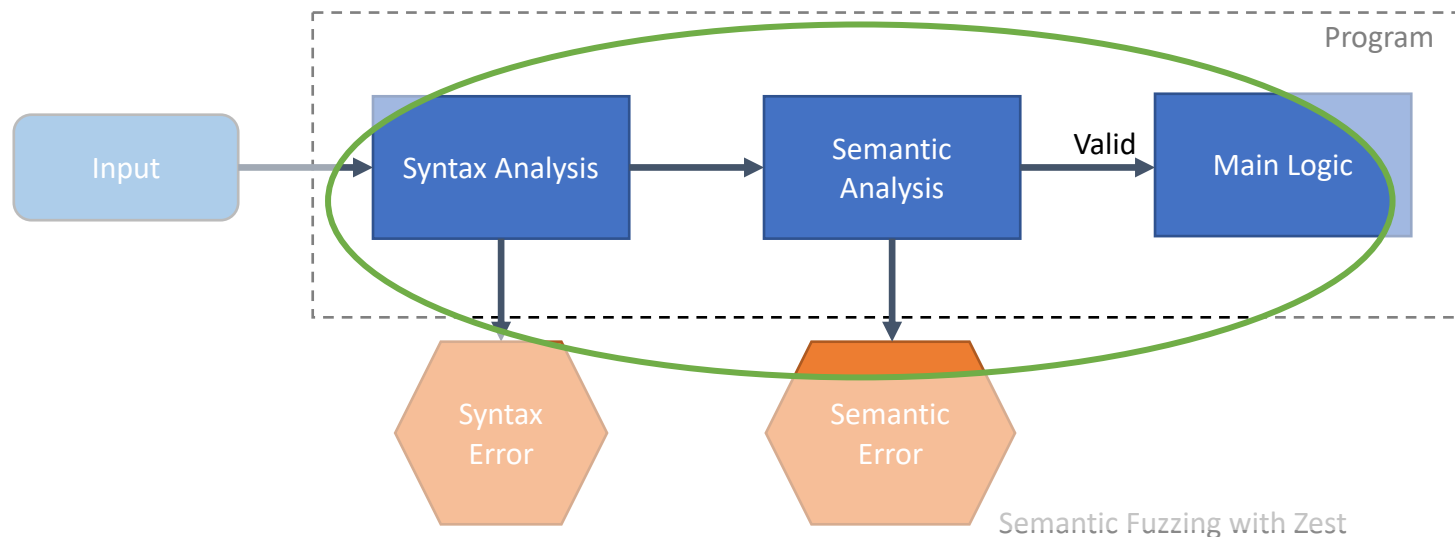 Program
Input
Syntax Analysis
Semantic
Analysis
Valid
Main Logic
Syntax
Error
Semantic
Error
Semantic Fuzzing with Zest